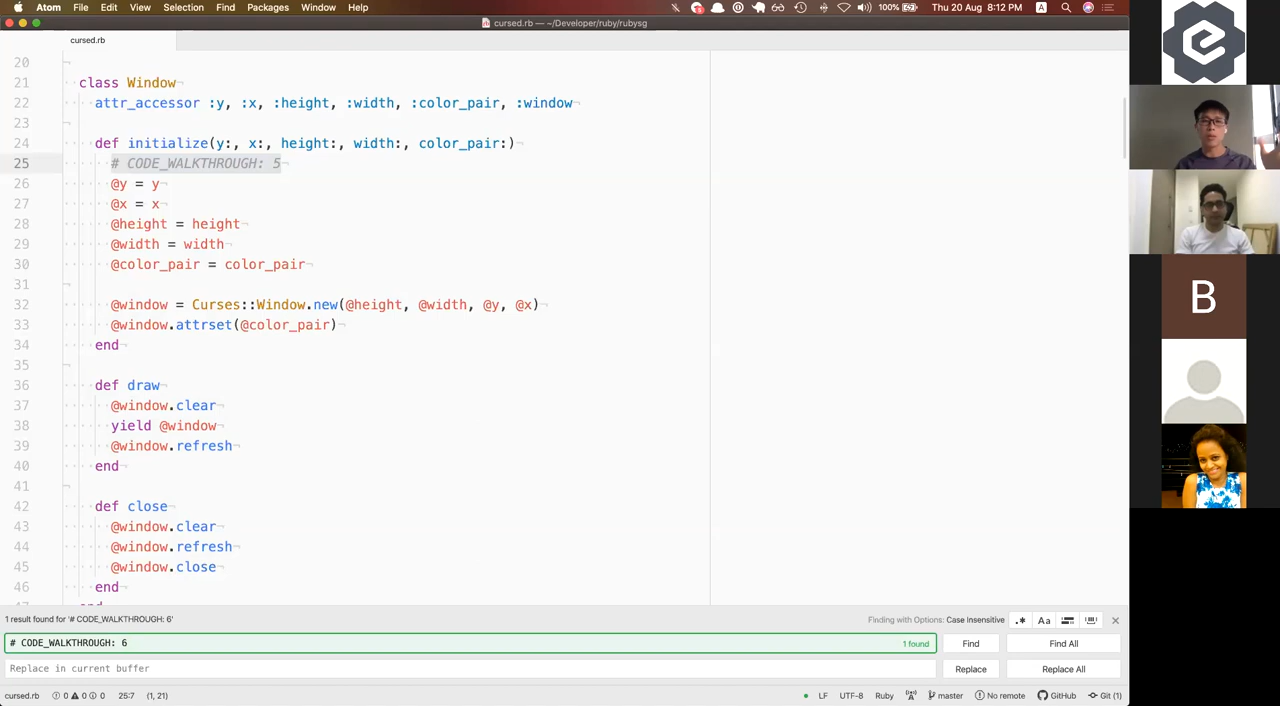 Atom File Edit View Selection Find Packages Window Help 100% Thu 20 Aug 8:12 PM A
cursed.rb — ~/Developer/ruby/rubysg
cursed.rb
20
21 class Window
22 attr_accessor :y, :x, :height, :width, :color_pair, :window
23
24 def initialize(y:, x:, height:, width:, color_pair:)
25 # CODE_WALKTHROUGH: 5
26 @y = y
27 @x = x
28 @height = height
29 @width = width
30 @color_pair = color_pair
31
32 @window = Curses::Window.new(@height, @width, @y, @x)
33 @window.attrset(@color_pair)
34 end
35
36 def draw
37 @window.clear
38 yield @window
39 @window.refresh
40 end
41
42 def close
43 @window.clear
44 @window.refresh
45 @window.close
46 end
47 end
B
1 result found for '# CODE_WALKTHROUGH: 6' Finding with Options: Case Insensitive .* Aa
# CODE_WALKTHROUGH: 6 1 found Find Find All
Replace in current buffer Replace Replace All
cursed.rb 0 0 0 25:7 (1, 21) LF UTF-8 Ruby master No remote GitHub Git (1)